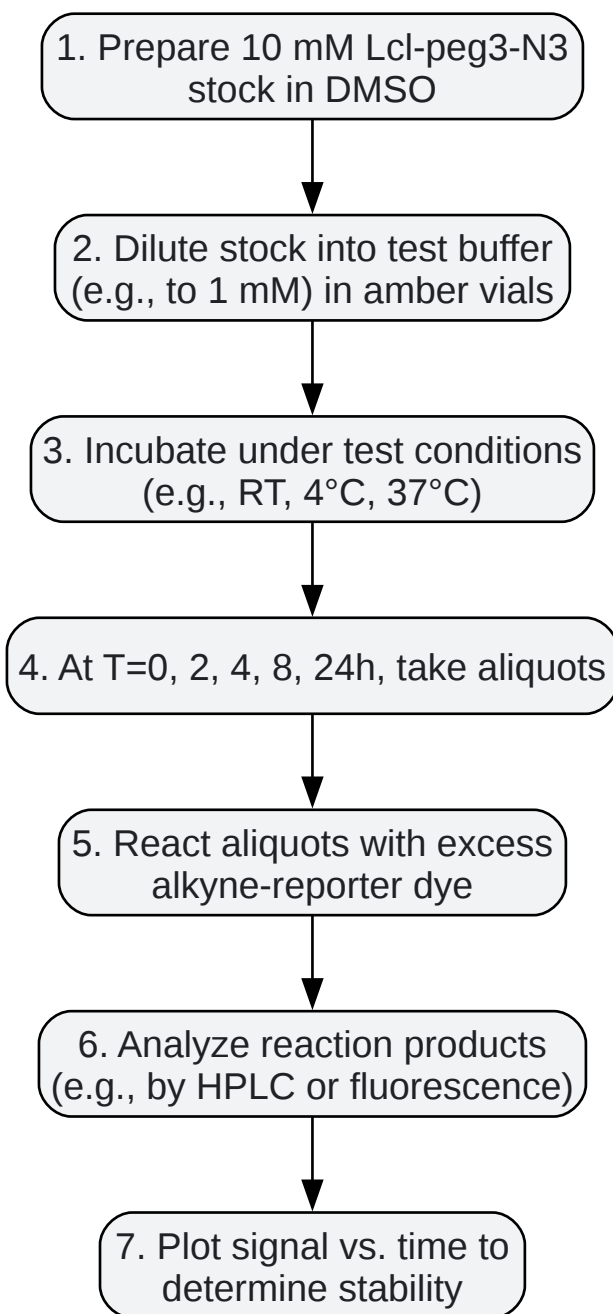 1. Prepare 10 mM Lcl-peg3-N3
stock in DMSO
2. Dilute stock into test buffer
(e.g., to 1 mM) in amber vials
3. Incubate under test conditions
(e.g., RT, 4°C, 37°C)
4. At T=0, 2, 4, 8, 24h, take aliquots
5. React aliquots with excess
alkyne-reporter dye
6. Analyze reaction products
(e.g., by HPLC or fluorescence)
7. Plot signal vs. time to
determine stability